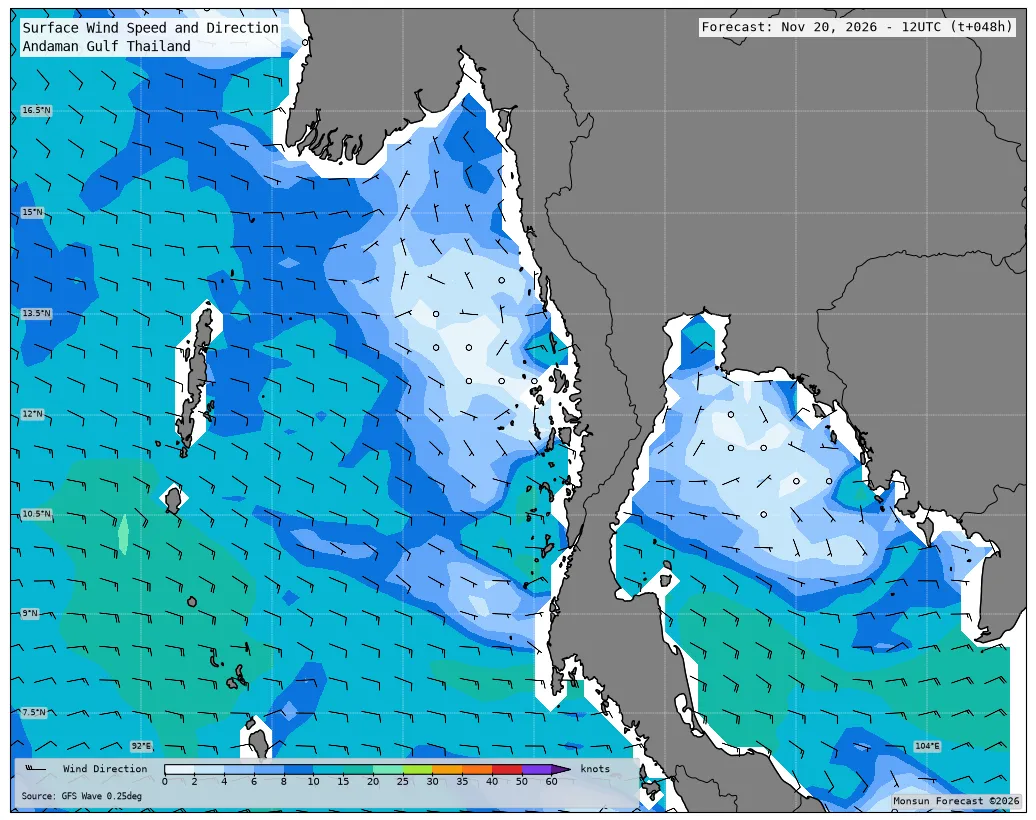 Surface Wind Speed and Direction
Andaman Gulf Thailand
Forecast: Nov 20, 2026 - 12UTC (t+048h)
16.5°N
15°N
13.5°N
12°N
10.5°N
9°N
7.5°N
92°E
104°E
Wind Direction
0 2 4 6 8 10 15 20 25 30 35 40 50 60 knots
Source: GFS Wave 0.25deg
Monsun Forecast ©2026